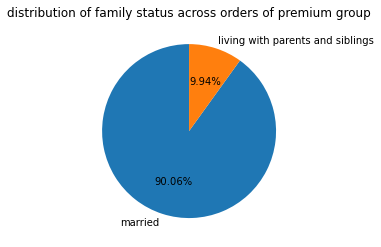 distribution of family status across orders of premium group
living with parents and siblings
9.94%
90.06%
married